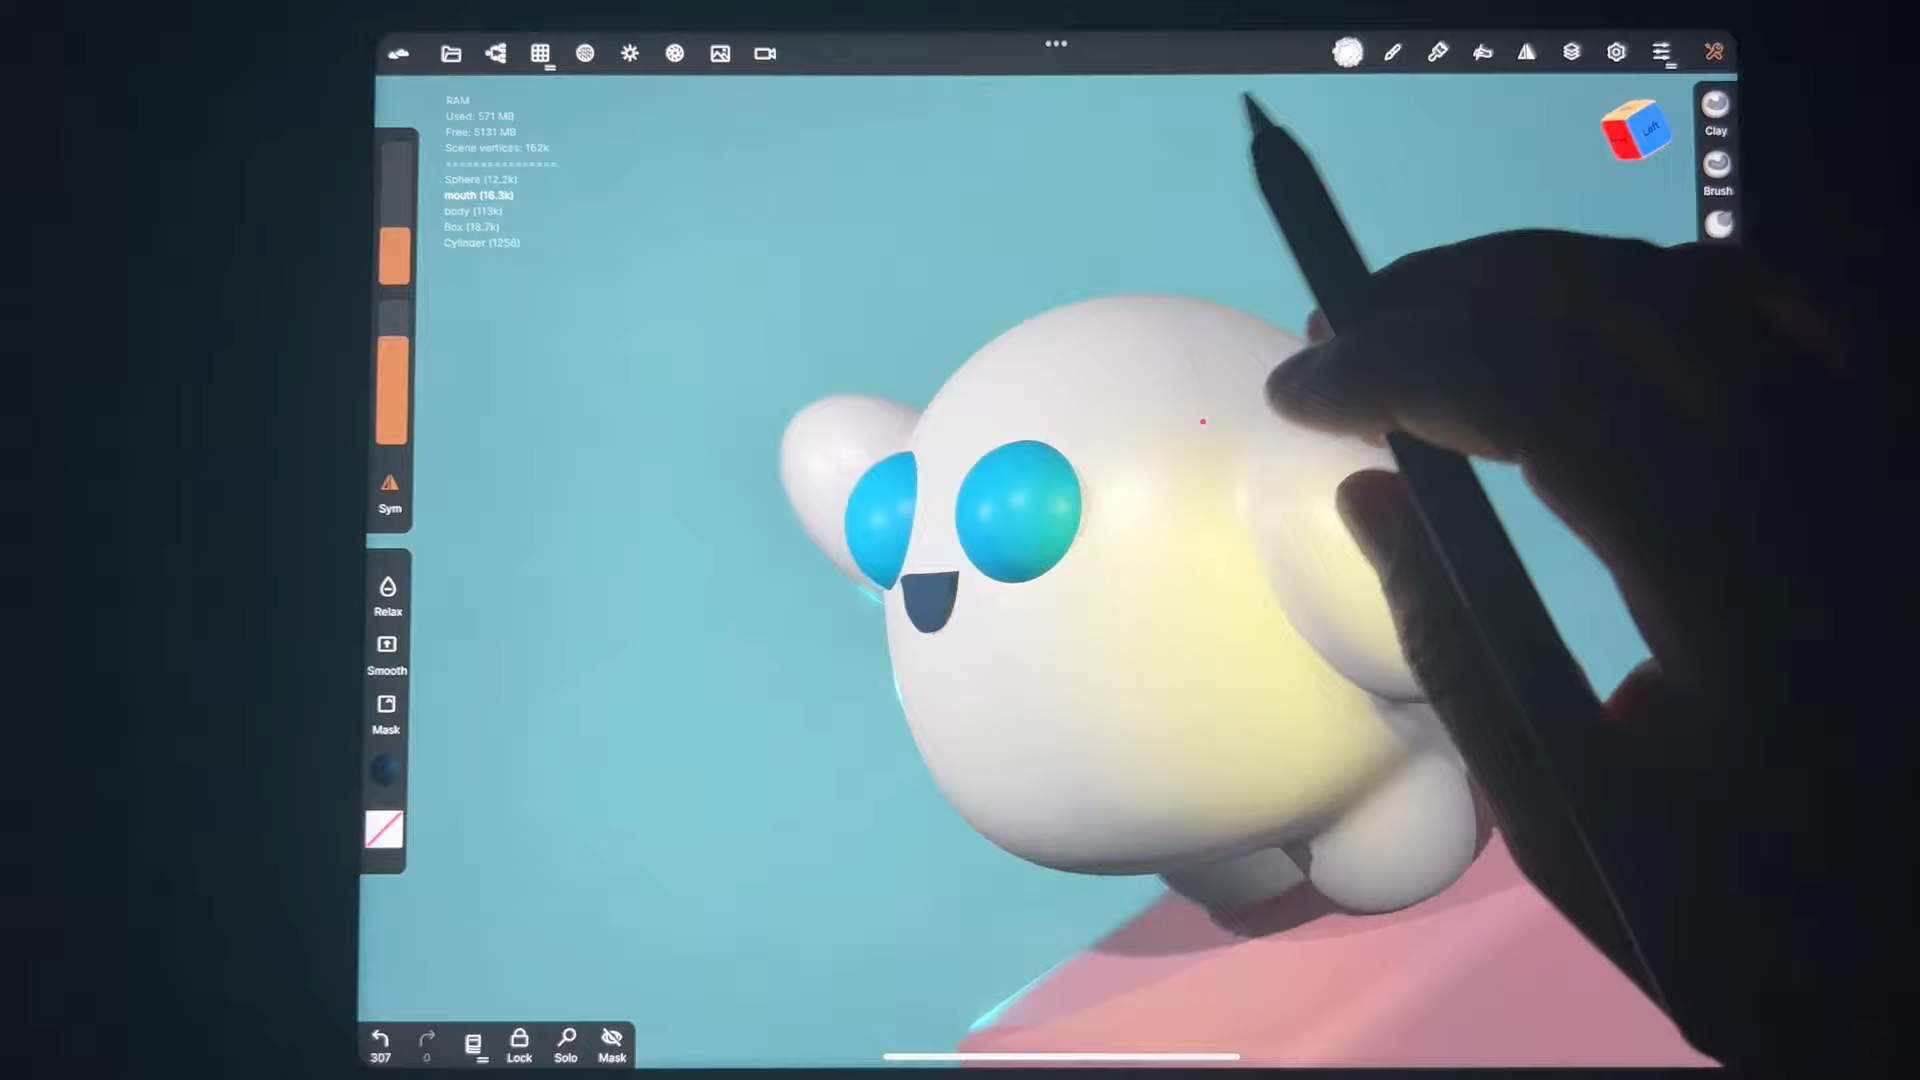 RAM
Used: 571 MB
Free: 5131 MB
Scene vertices: 162k
Sphere (12.2k)
mouth (16.3k)
body (113k)
Box (18.7k)
Cylinder (1256)
Left
Clay
Brush
Sym
Relax
Smooth
Mask
307
0
Lock
Solo
Mask